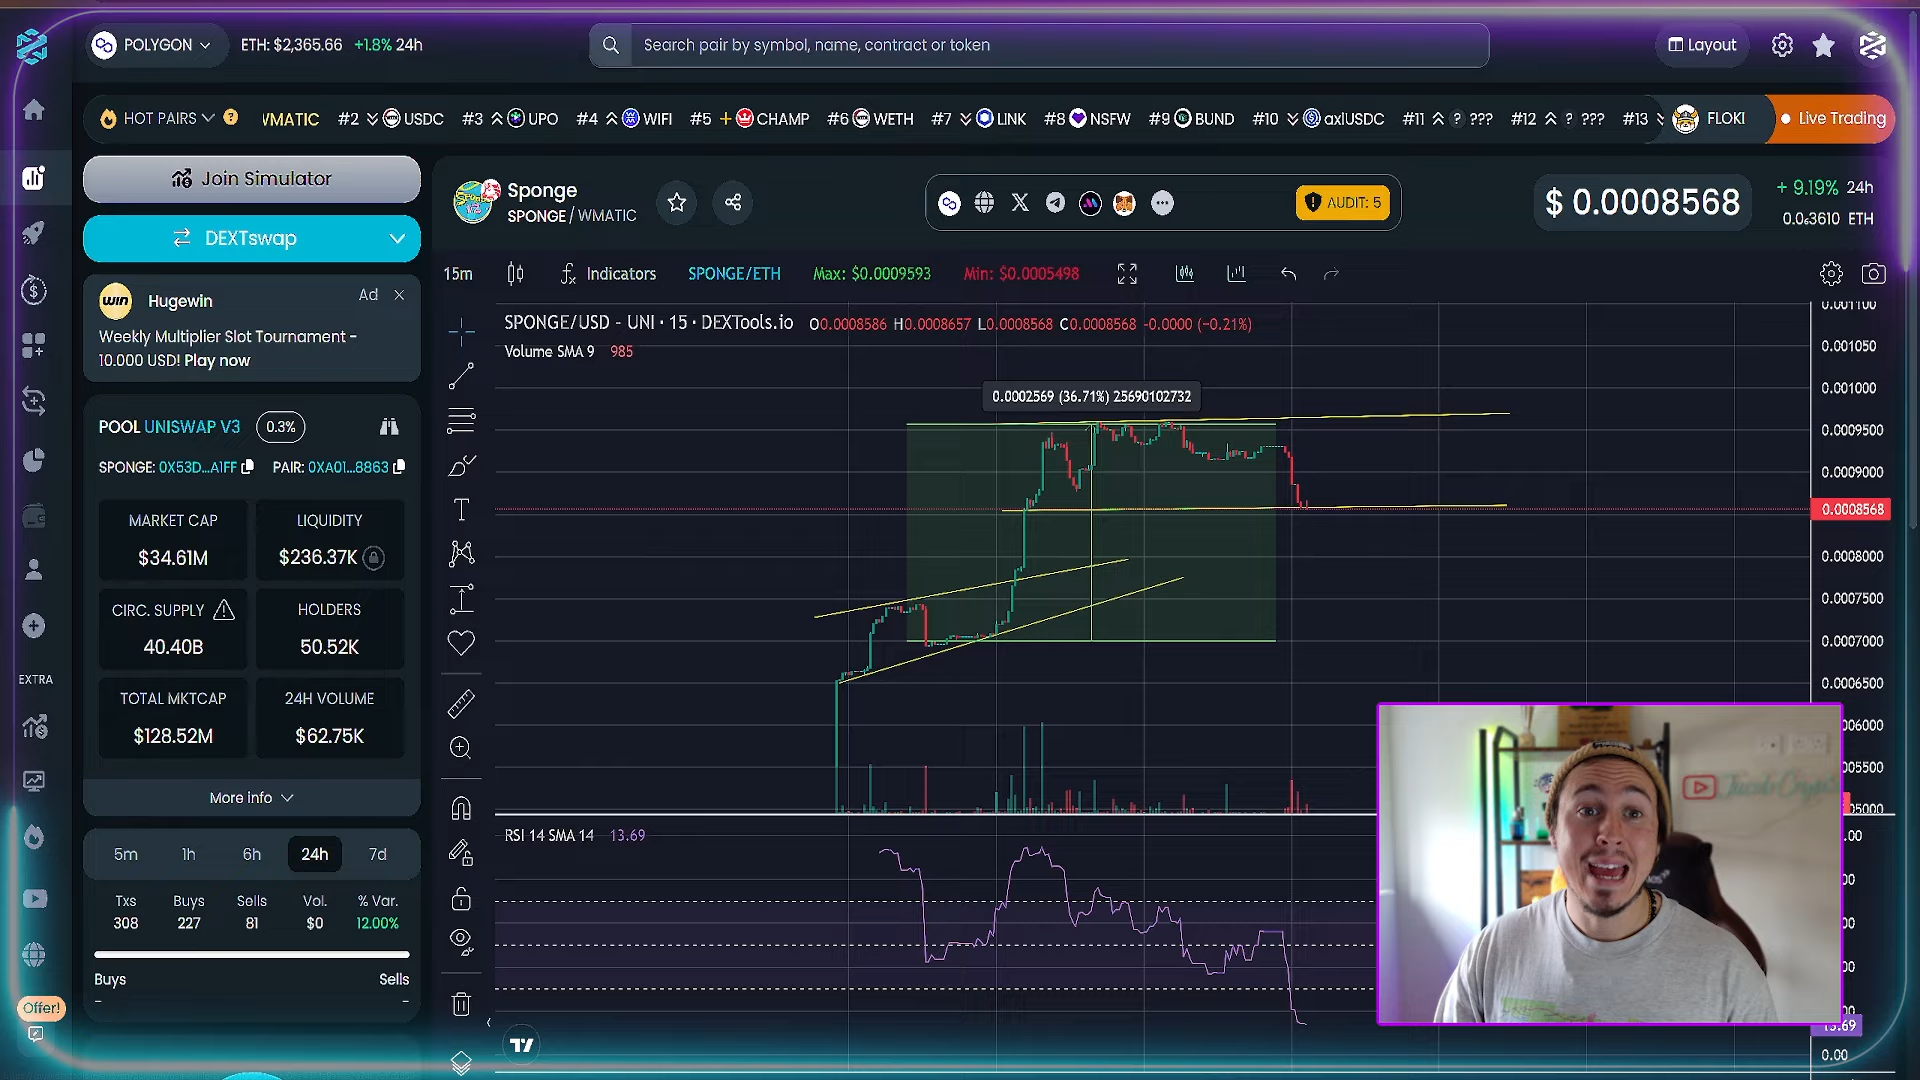 POLYGON ETH: $2,365.66 +1.8% 24h
Search pair by symbol, name, contract or token
Layout
HOT PAIRS ? WMATIC #2 USDC #3 UPO #4 WIFI #5 CHAMP #6 WETH #7 LINK #8 NSFW #9 BUND #10 axlUSDC #11 ? ??? #12 ? ??? #13 FLOKI Live Trading
Join Simulator
DEXTswap
WIN Hugewin Ad
Weekly Multiplier Slot Tournament -
10.000 USD! Play now
POOL UNISWAP V3 0.3%
SPONGE: 0X53D...A1FF PAIR: 0XA01...8863
MARKET CAP
$34.61M
LIQUIDITY
$236.37K
CIRC. SUPPLY
40.40B
HOLDERS
50.52K
TOTAL MKTCAP
$128.52M
24H VOLUME
$62.75K
More info
5m 1h 6h 24h 7d
Txs Buys Sells Vol. % Var.
308 227 81 $0 12.00%
Buys Sells
- -
EXTRA
Offer!
Sponge
SPONGE / WMATIC
AUDIT: 5
$ 0.0008568
+ 9.19% 24h
0.0₆3610 ETH
15m Indicators SPONGE/ETH Max: $0.0009593 Min: $0.0005498
SPONGE/USD - UNI · 15 · DEXTools.io O0.0008586 H0.0008657 L0.0008568 C0.0008568 -0.0000 (-0.21%)
Volume SMA 9 985
0.0002569 (36.71%) 25690102732
0.001100
0.001050
0.001000
0.0009500
0.0009000
0.0008568
0.0008000
0.0007500
0.0007000
0.0006500
RSI 14 SMA 14 13.69
0.00